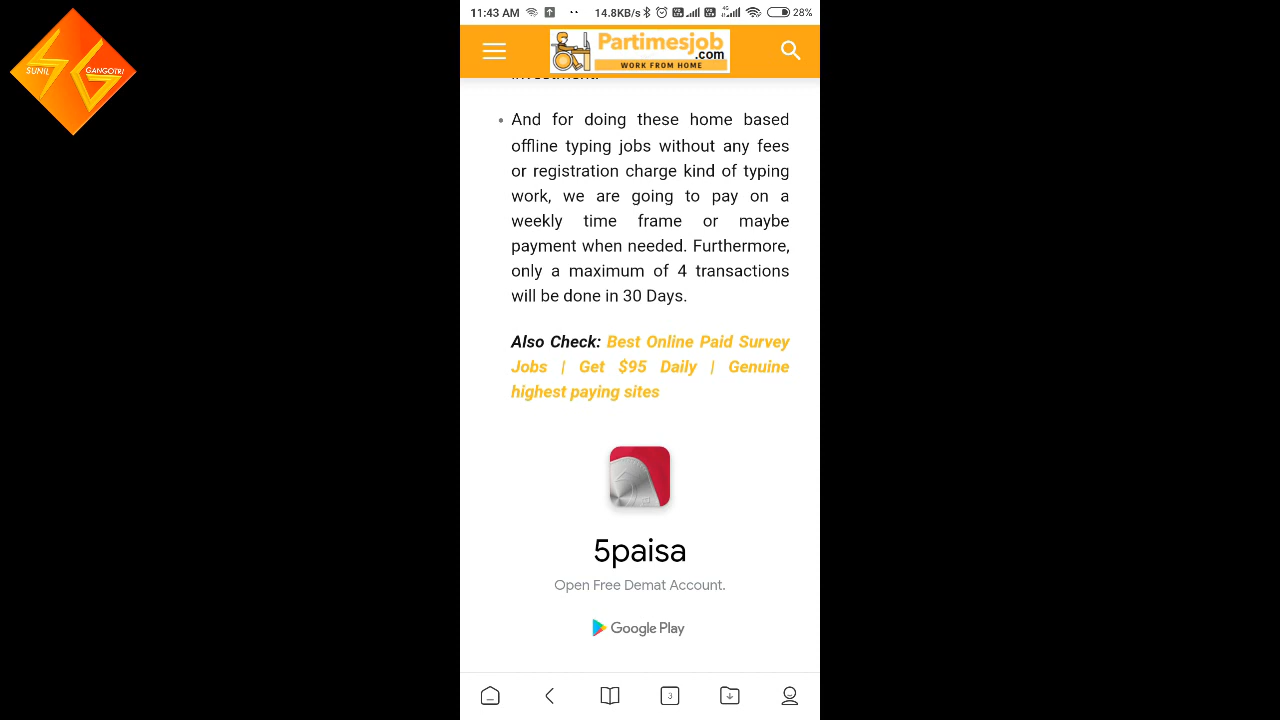 11:43 AM 14.8KB/s 4G 28%
SUNIL GANGOTRI
Partimesjob
.com
WORK FROM HOME
And for doing these home based
offline typing jobs without any fees
or registration charge kind of typing
work, we are going to pay on a
weekly time frame or maybe
payment when needed. Furthermore,
only a maximum of 4 transactions
will be done in 30 Days.
Also Check: Best Online Paid Survey
Jobs | Get $95 Daily | Genuine
highest paying sites
5paisa
Open Free Demat Account.
Google Play
3